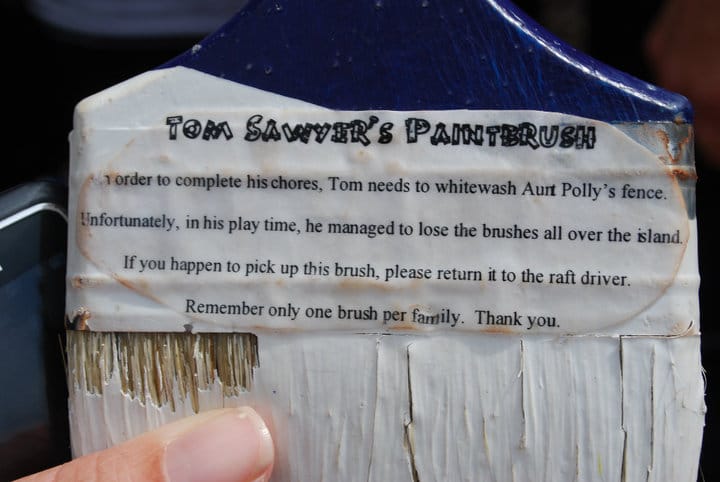 Tom Sawyer's Paintbrush
order to complete his chores, Tom needs to whitewash Aunt Polly's fence.
Unfortunately, in his play time, he managed to lose the brushes all over the island.
If you happen to pick up this brush, please return it to the raft driver.
Remember only one brush per family. Thank you.